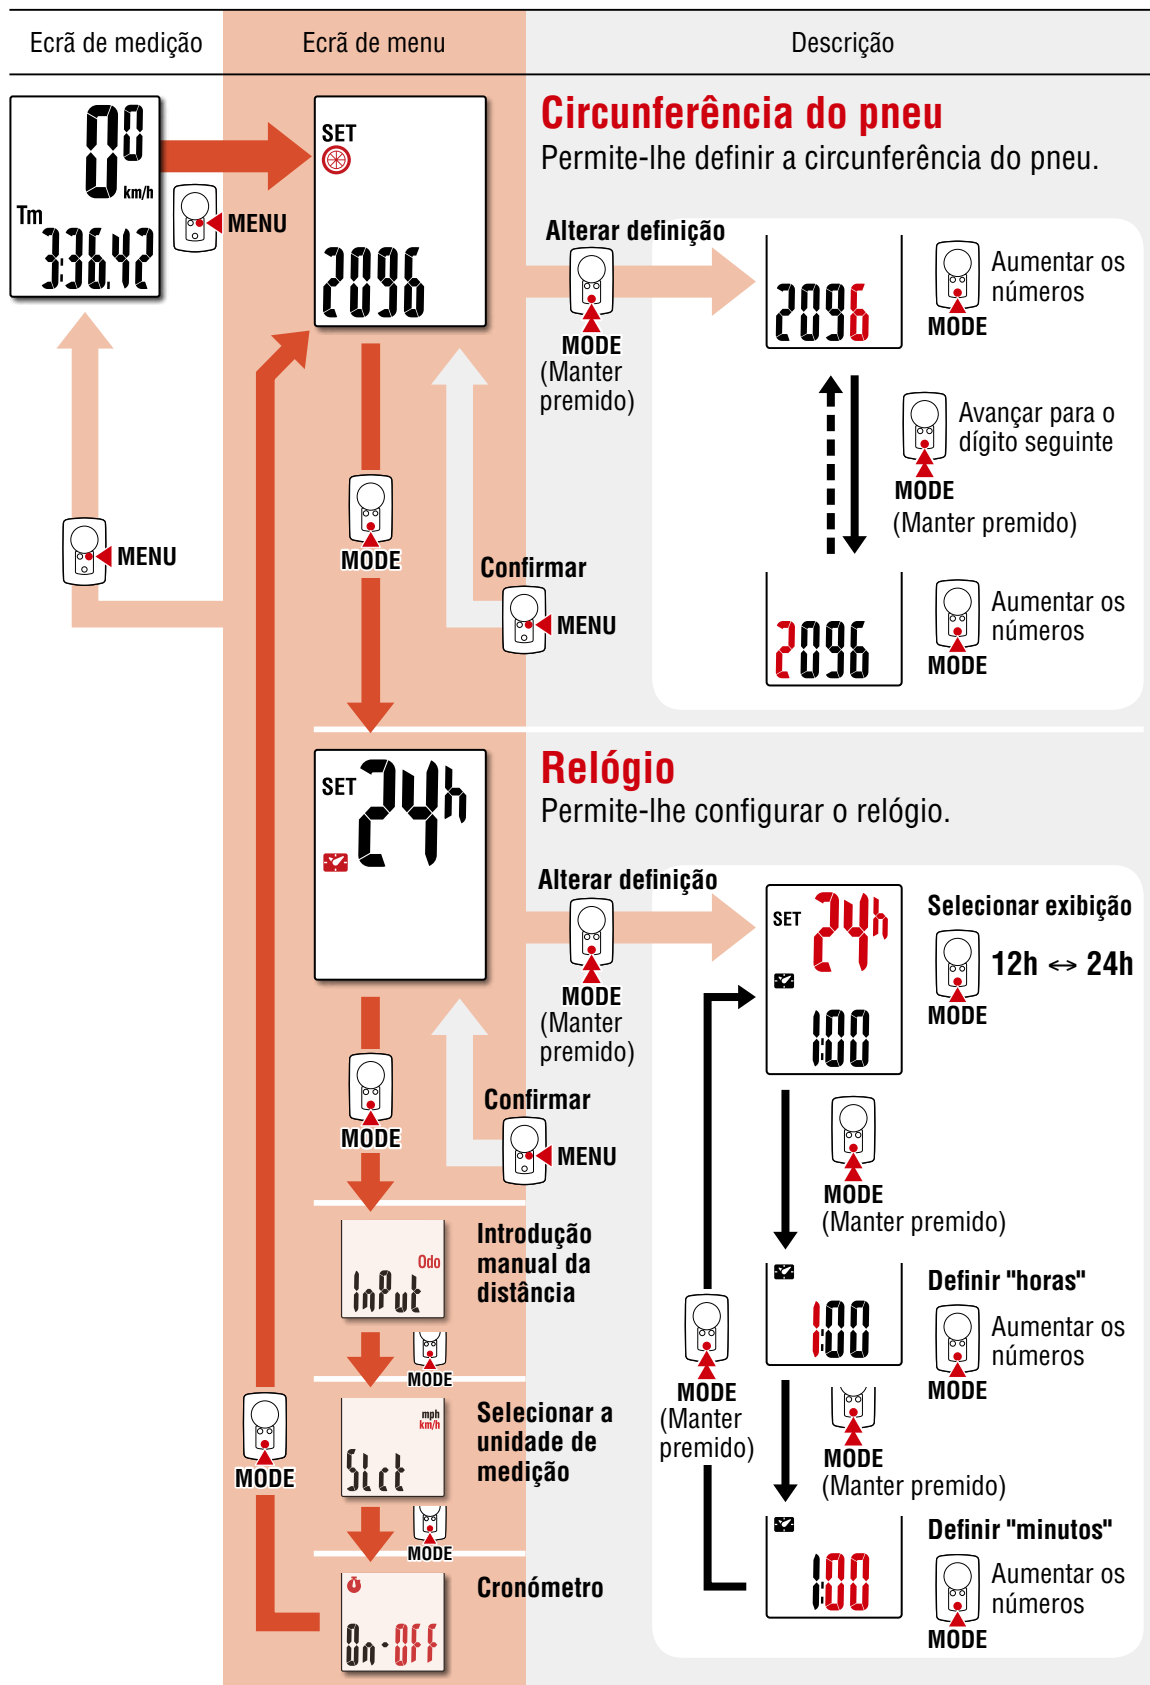 Ecrã de medição
Ecrã de menu
Descrição
0.0
km/h
Tm
3:36.42
MENU
SET
2096
Circunferência do pneu
Permite-lhe definir a circunferência do pneu.
Alterar definição
MODE
(Manter
premido)
2096
Aumentar os
números
MODE
Avançar para o
dígito seguinte
MODE
(Manter premido)
2096
Aumentar os
números
MODE
MENU
MODE
Confirmar
MENU
SET
24h
Relógio
Permite-lhe configurar o relógio.
Alterar definição
MODE
(Manter
premido)
SET
24h
1:00
Selecionar exibição
12h ↔ 24h
MODE
MODE
(Manter premido)
MODE
Confirmar
MENU
Odo
InPut
Introdução
manual da
distância
MODE
1:00
Definir "horas"
Aumentar os
números
MODE
MODE
(Manter
premido)
MODE
(Manter premido)
mph
km/h
Slct
Selecionar a
unidade de
medição
MODE
MODE
On-OFF
Cronómetro
1:00
Definir "minutos"
Aumentar os
números
MODE